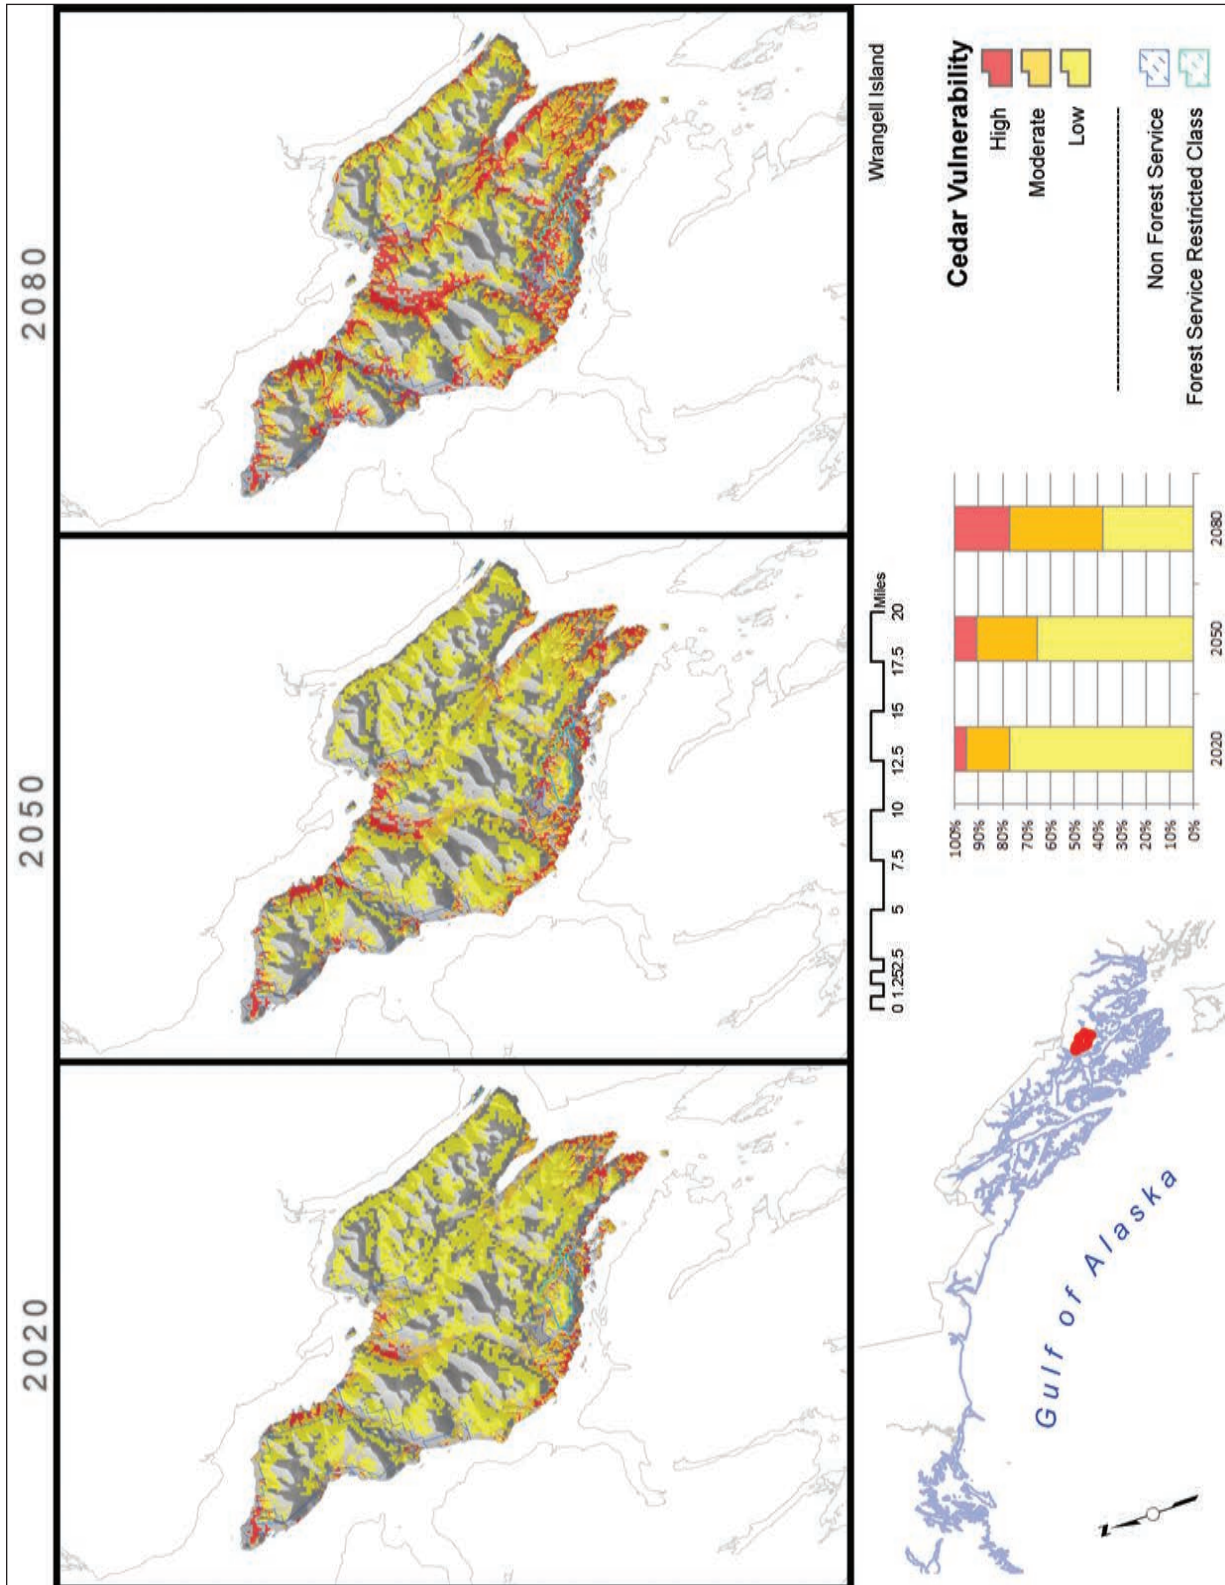 2020
2050
2080
Wrangell Island
0 1.252.5 5 7.5 10 12.5 15 17.5 20
Miles
Gulf of Alaska
N
100%
90%
80%
70%
60%
50%
40%
30%
20%
10%
0%
2020 2050 2080
Cedar Vulnerability
High
Moderate
Low
Non Forest Service
Forest Service Restricted Class